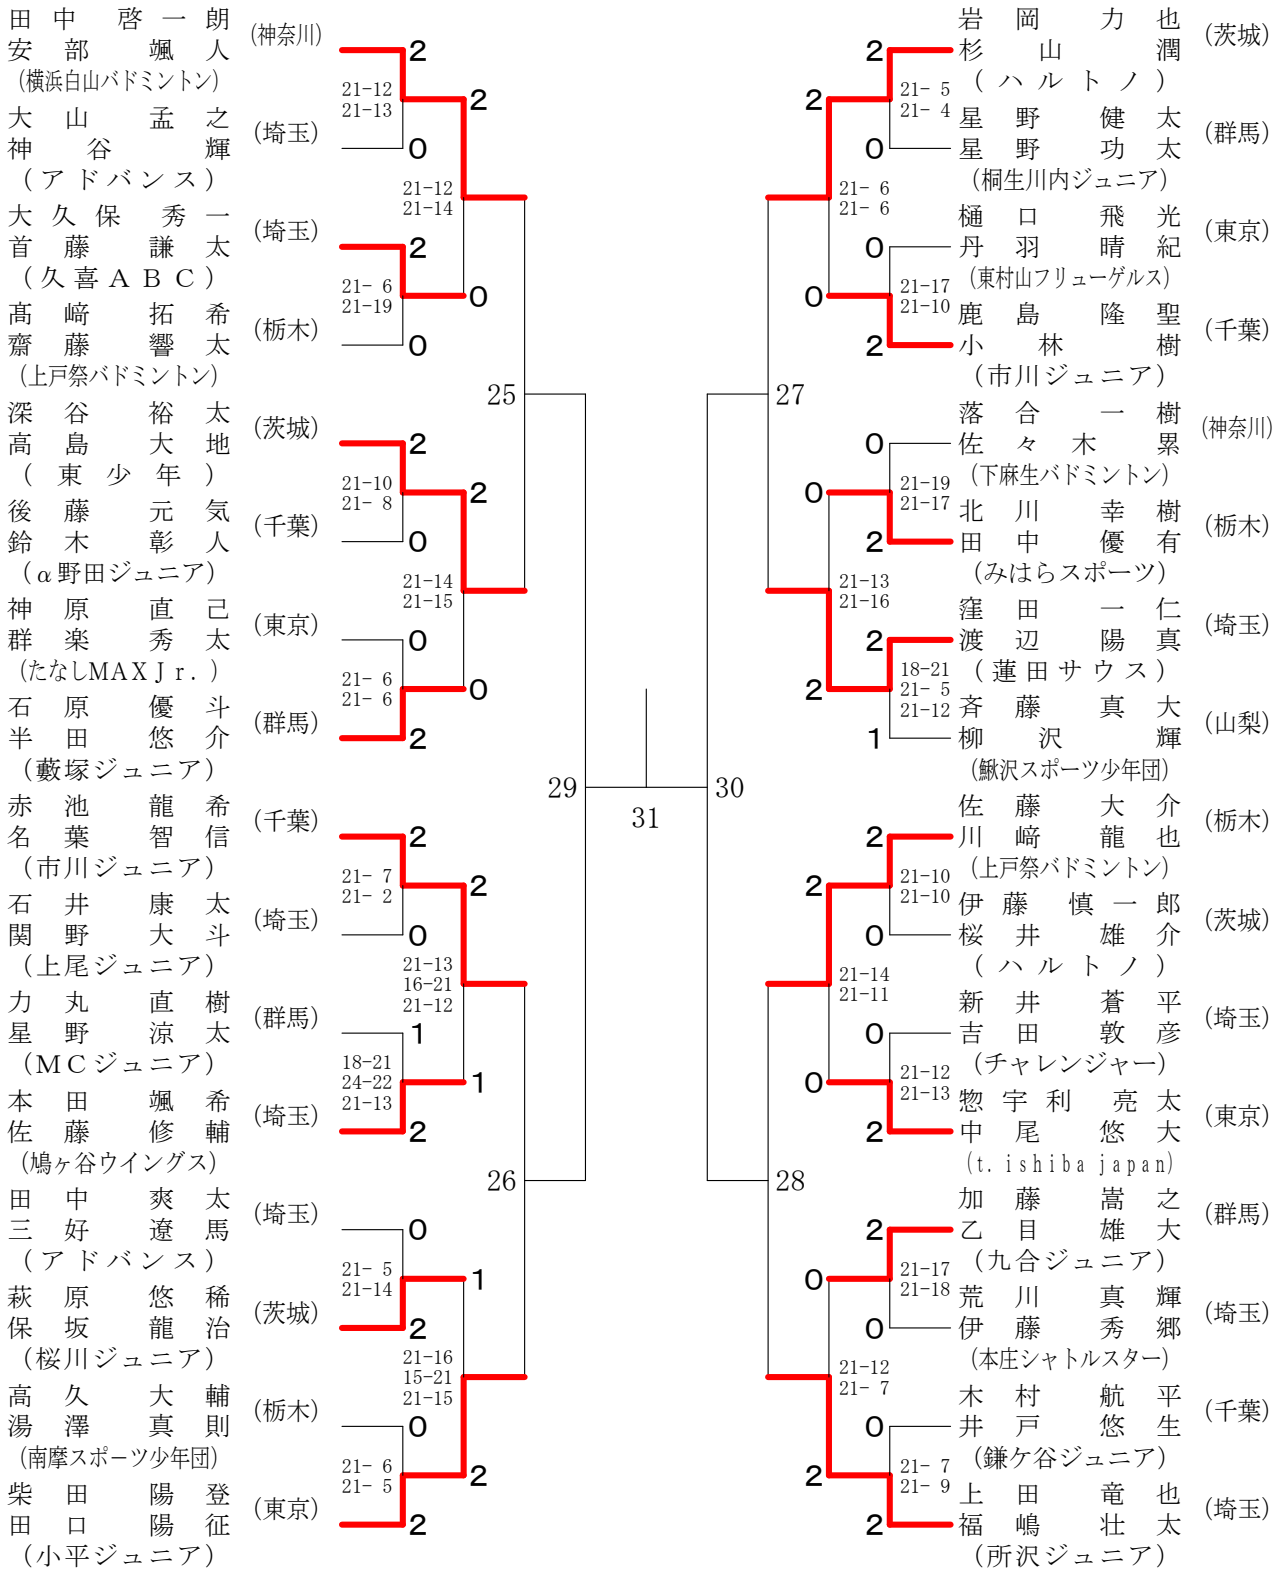 田中 啓一朗
安部 颯人
(神奈川)
(横浜白山バドミントン)
2
21-12
21-13
大山 孟之
神谷 輝
(埼玉)
(アドバンス)
0
2
21-12
21-14
大久保 秀一
首藤 謙太
(埼玉)
(久喜ABC)
2
21- 6
21-19
0
髙﨑 拓希
齋藤 響太
(栃木)
(上戸祭バドミントン)
0
25
深谷 裕太
高島 大地
(茨城)
(東少年)
2
21-10
21- 8
2
後藤 元気
鈴木 彰人
(千葉)
(α野田ジュニア)
0
21-14
21-15
神原 直己
群楽 秀太
(東京)
(たなしMAXJr.)
0
21- 6
21- 6
0
石原 優斗
半田 悠介
(群馬)
(藪塚ジュニア)
2
29
赤池 龍希
名葉 智信
(千葉)
(市川ジュニア)
2
21- 7
21- 2
2
石井 康太
関野 大斗
(埼玉)
(上尾ジュニア)
0
21-13
16-21
21-12
力丸 直樹
星野 涼太
(群馬)
(MCジュニア)
1
18-21
24-22
21-13
1
本田 颯希
佐藤 修輔
(埼玉)
(鳩ヶ谷ウイングス)
2
26
田中 爽太
三好 遼馬
(埼玉)
(アドバンス)
0
21- 5
21-14
1
萩原 悠稀
保坂 龍治
(茨城)
(桜川ジュニア)
2
21-16
15-21
21-15
高久 大輔
湯澤 真則
(栃木)
(南摩スポーツ少年団)
0
21- 6
21- 5
2
柴田 陽登
田口 陽征
(東京)
(小平ジュニア)
2
31
岩岡 力也
杉山 潤
(茨城)
(ハルトノ)
2
21- 5
21- 4
2
星野 健太
星野 功太
(群馬)
(桐生川内ジュニア)
0
21- 6
21- 6
樋口 飛光
丹羽 晴紀
(東京)
(東村山フリューゲルス)
0
21-17
21-10
0
鹿島 隆聖
小林 樹
(千葉)
(市川ジュニア)
2
27
落合 一樹
佐々木 累
(神奈川)
(下麻生バドミントン)
0
21-19
21-17
0
北川 幸樹
田中 優有
(栃木)
(みはらスポーツ)
2
21-13
21-16
窪田 一仁
渡辺 陽真
(埼玉)
(蓮田サウス)
2
18-21
21- 5
21-12
2
斉藤 真大
柳沢 輝
(山梨)
(鰍沢スポーツ少年団)
1
30
佐藤 大介
川﨑 龍也
(栃木)
(上戸祭バドミントン)
2
21-10
21-10
2
伊藤 慎一郎
桜井 雄介
(茨城)
(ハルトノ)
0
21-14
21-11
新井 蒼平
吉田 敦彦
(埼玉)
(チャレンジャー)
0
21-12
21-13
0
惣宇利 亮太
中尾 悠大
(東京)
(t.ishiba japan)
2
28
加藤 嵩之
乙目 雄大
(群馬)
(九合ジュニア)
2
21-17
21-18
0
荒川 真輝
伊藤 秀郷
(埼玉)
(本庄シャトルスター)
0
21-12
21- 7
木村 航平
井戸 悠生
(千葉)
(鎌ケ谷ジュニア)
0
21- 7
21- 9
2
上田 竜也
福嶋 壮太
(埼玉)
(所沢ジュニア)
2